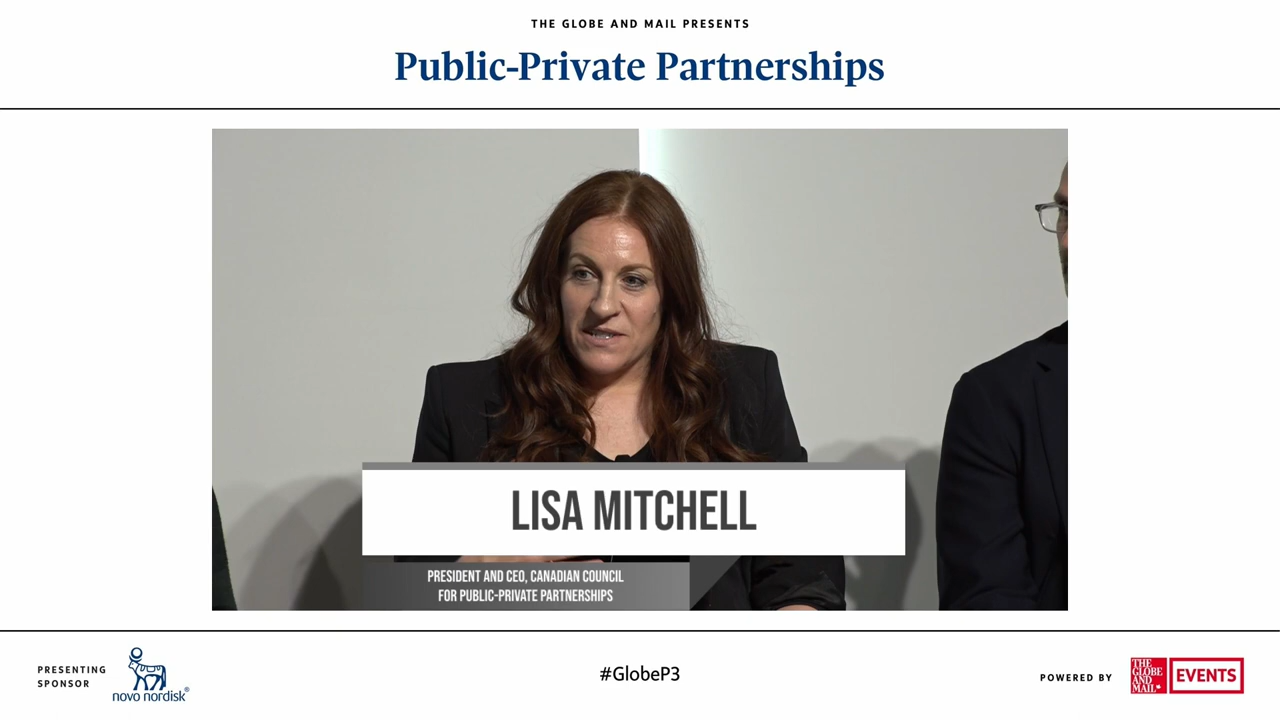 THE GLOBE AND MAIL PRESENTS
Public-Private Partnerships
LISA MITCHELL
PRESIDENT AND CEO, CANADIAN COUNCIL
FOR PUBLIC-PRIVATE PARTNERSHIPS
PRESENTING
SPONSOR
novo nordisk®
#GlobeP3
POWERED BY
THE
GLOBE
AND
MAIL
EVENTS